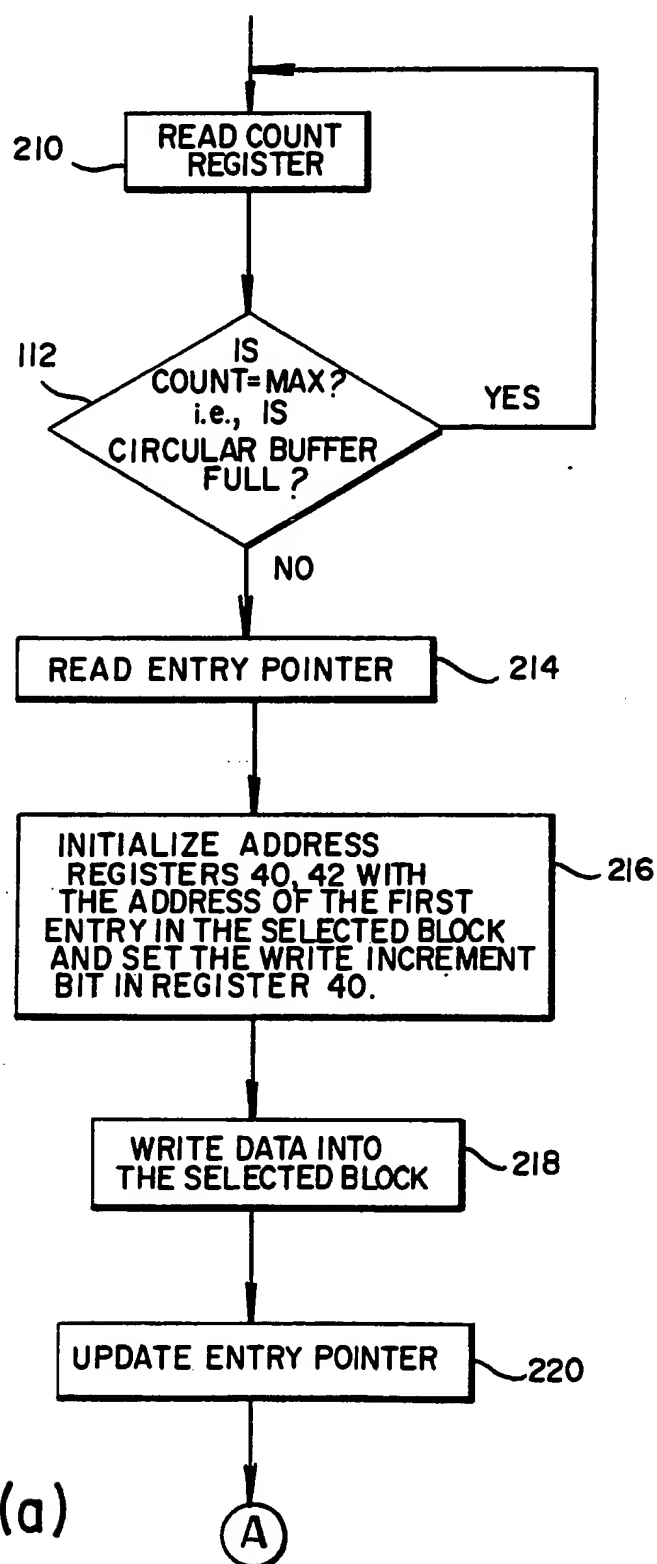 210
READ COUNT
REGISTER
112
IS
COUNT=MAX?
i.e., IS
CIRCULAR BUFFER
FULL?
YES
NO
READ ENTRY POINTER
214
INITIALIZE ADDRESS
REGISTERS 40, 42 WITH
THE ADDRESS OF THE FIRST
ENTRY IN THE SELECTED BLOCK
AND SET THE WRITE INCREMENT
BIT IN REGISTER 40.
216
WRITE DATA INTO
THE SELECTED BLOCK
218
UPDATE ENTRY POINTER
220
(a)
A